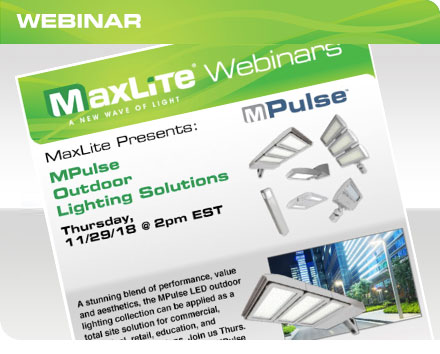 WEBINAR
MAXLITE® Webinars
A NEW WAVE OF LIGHT
MPulse
MaxLite Presents:
MPulse
Outdoor
Lighting Solutions
Thursday,
11/29/18 @ 2pm EST
A stunning blend of performance, value
and aesthetics, the MPulse LED outdoor
lighting collection can be applied as a
total site solution for commercial,
retail, education, and
Join us Thurs.
MPulse